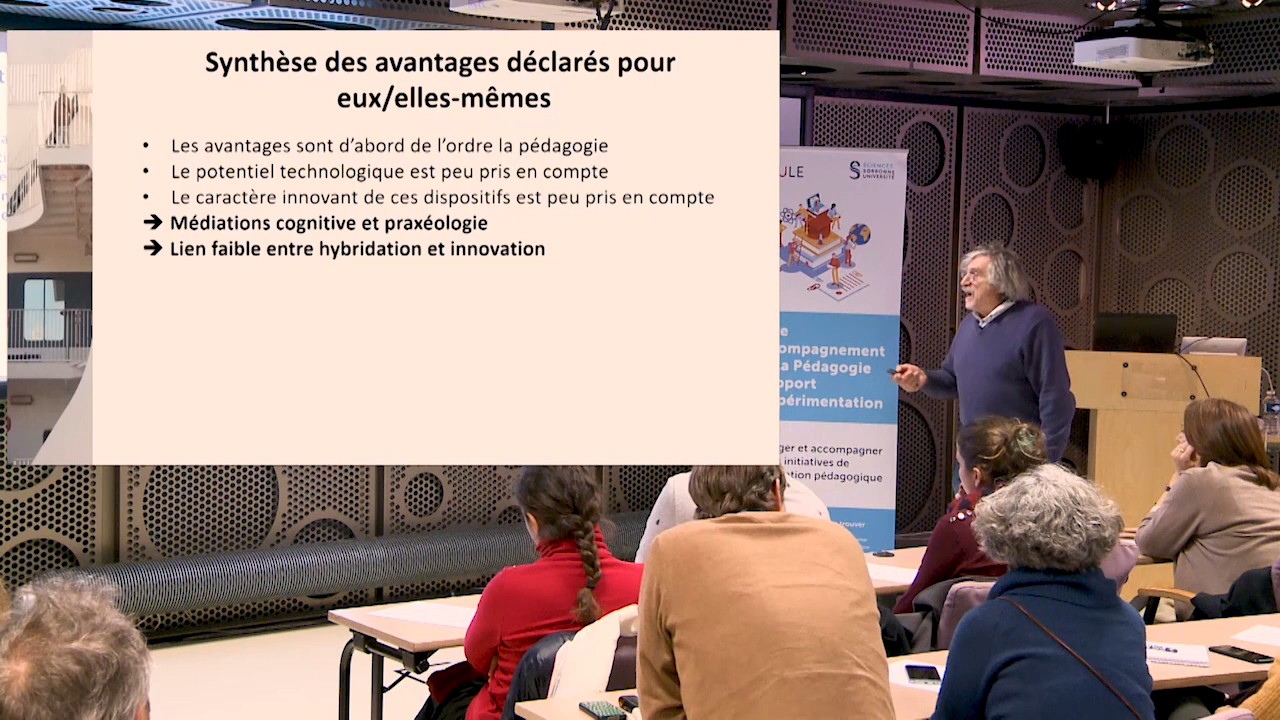 Synthèse des avantages déclarés pour
eux/elles-mêmes
• Les avantages sont d’abord de l’ordre la pédagogie
• Le potentiel technologique est peu pris en compte
• Le caractère innovant de ces dispositifs est peu pris en compte
➔ Médiations cognitive et praxéologie
➔ Lien faible entre hybridation et innovation
SCIENCES
SORBONNE
UNIVERSITÉ
ompagnement
a Pédagogie
pport
périmentation
ger et accompagner
initiatives de
tion pédagogique
trouver